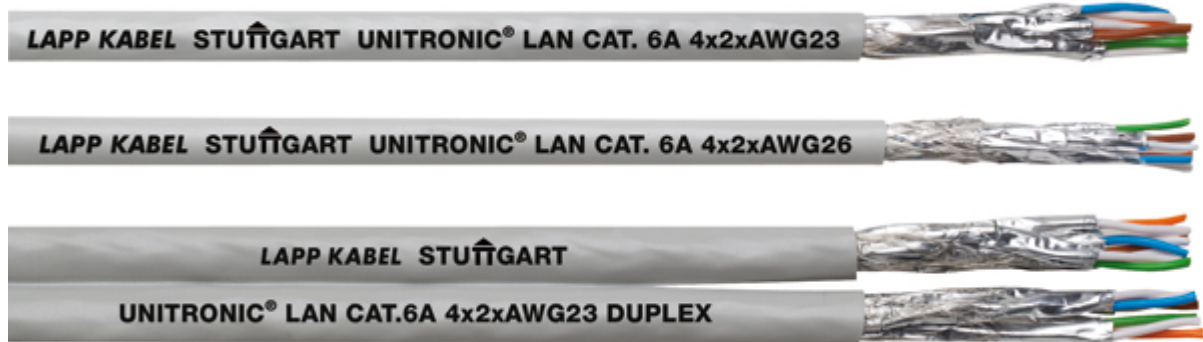 LAPP KABEL STUTTGART UNITRONIC® LAN CAT. 6A 4x2xAWG23
LAPP KABEL STUTTGART UNITRONIC® LAN CAT. 6A 4x2xAWG26
LAPP KABEL STUTTGART
UNITRONIC® LAN CAT.6A 4x2xAWG23 DUPLEX